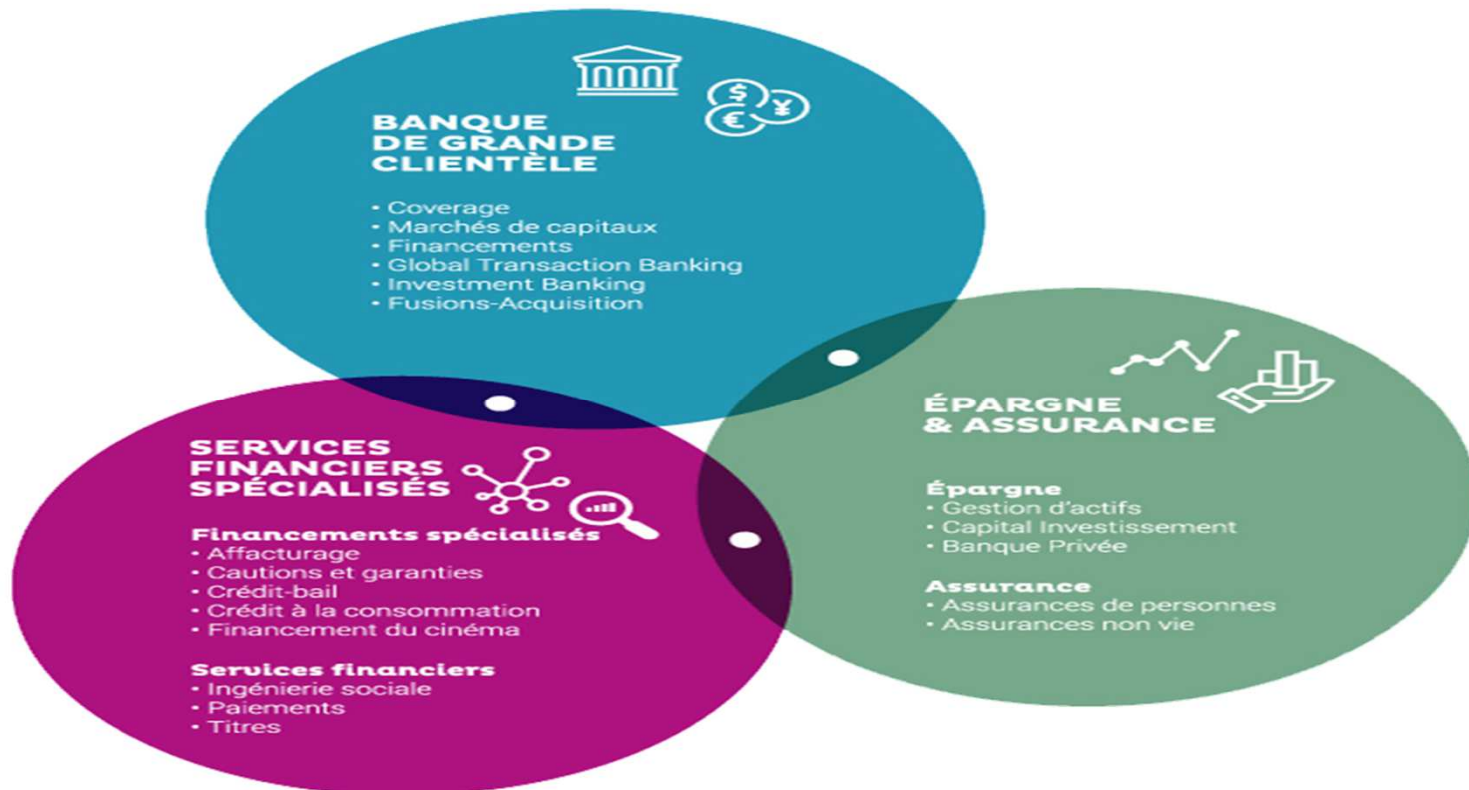 $
¥
€
BANQUE
DE GRANDE
CLIENTÈLE
• Coverage
• Marchés de capitaux
• Financements
• Global Transaction Banking
• Investment Banking
• Fusions-Acquisition
SERVICES
FINANCIERS
SPÉCIALISÉS
Financements spécialisés
• Affacturage
• Cautions et garanties
• Crédit-bail
• Crédit à la consommation
• Financement du cinéma
Services financiers
• Ingénierie sociale
• Paiements
• Titres
ÉPARGNE
& ASSURANCE
Épargne
• Gestion d'actifs
• Capital Investissement
• Banque Privée
Assurance
• Assurances de personnes
• Assurances non vie